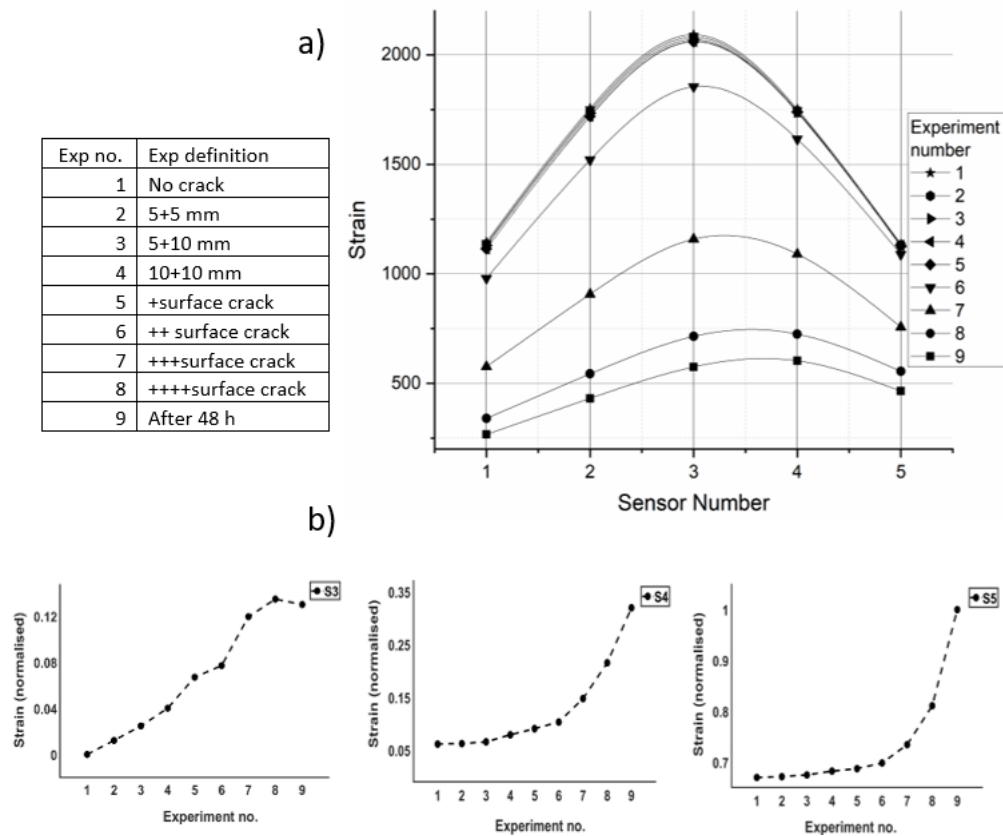 a)
Exp no. Exp definition
1 No crack
2 5+5 mm
3 5+10 mm
4 10+10 mm
5 +surface crack
6 ++ surface crack
7 +++surface crack
8 ++++surface crack
9 After 48 h
Strain
2000
1500
1000
500
1 2 3 4 5
Sensor Number
Experiment
number
1
2
3
4
5
6
7
8
9
b)
Strain (normalised)
0.12
0.08
0.04
0
1 2 3 4 5 6 7 8 9
Experiment no.
S3
Strain (normalised)
0.35
0.25
0.15
0.05
1 2 3 4 5 6 7 8 9
Experiment no.
S4
Strain (normalised)
1
0.9
0.8
0.7
1 2 3 4 5 6 7 8 9
Experiment no.
S5